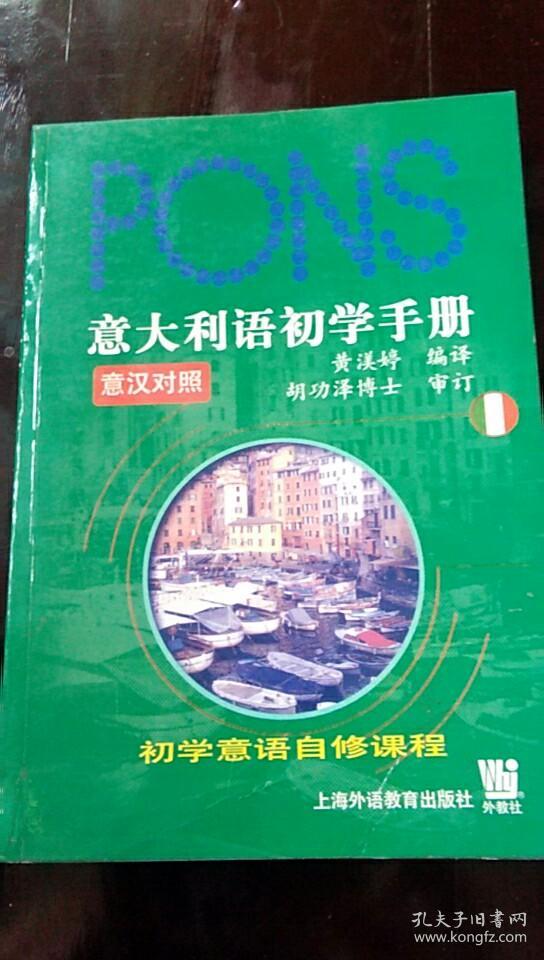 PONS
意大利语初学手册
黄渼婷 编译
意汉对照
胡功泽博士 审订
初学意语自修课程
上海外语教育出版社
Wy®
外教社
孔夫子旧书网
www.kongfz.com